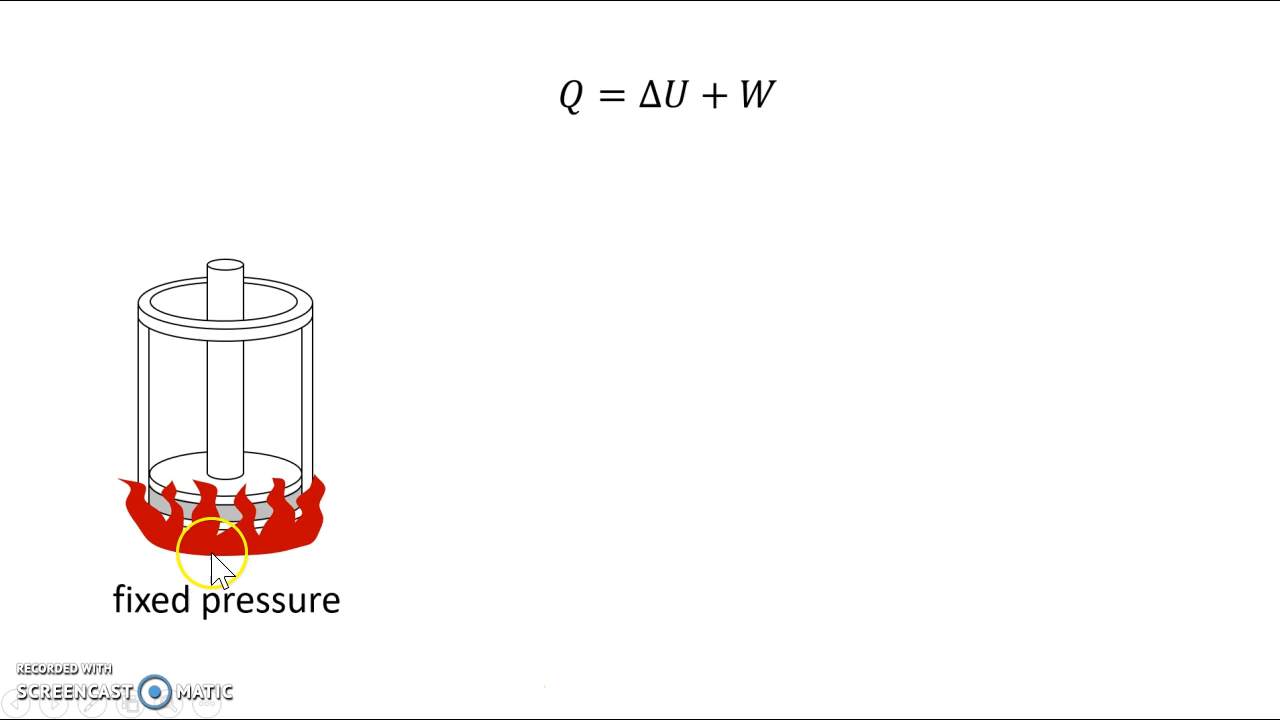 Q = ΔU + W
fixed pressure
RECORDED WITH
SCREENCAST MATIC